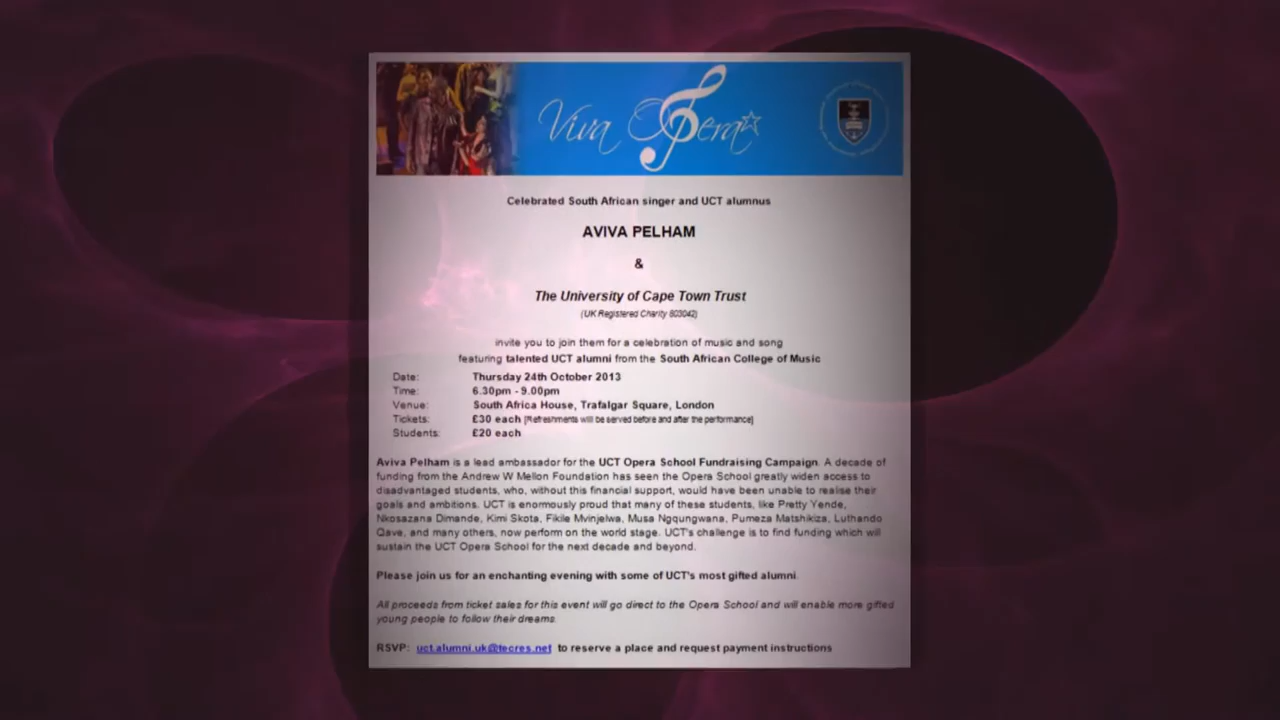 Viva Opera
Celebrated South African singer and UCT alumnus
AVIVA PELHAM
&
The University of Cape Town Trust
(UK Registered Charity 803042)
invite you to join them for a celebration of music and song
featuring talented UCT alumni from the South African College of Music
Date: Thursday 24th October 2013
Time: 6.30pm - 9.00pm
Venue: South Africa House, Trafalgar Square, London
Tickets: £30 each [Refreshments will be served before and after the performance]
Students: £20 each
Aviva Pelham is a lead ambassador for the UCT Opera School Fundraising Campaign. A decade of
funding from the Andrew W Mellon Foundation has seen the Opera School greatly widen access to
disadvantaged students, who, without this financial support, would have been unable to realise their
goals and ambitions. UCT is enormously proud that many of these students, like Pretty Yende,
Nkosazana Dimande, Kimi Skota, Fikile Mvinjelwa, Musa Ngqungwana, Pumeza Matshikiza, Luthando
Qave, and many others, now perform on the world stage. UCT's challenge is to find funding which will
sustain the UCT Opera School for the next decade and beyond.
Please join us for an enchanting evening with some of UCT's most gifted alumni.
All proceeds from ticket sales for this event will go direct to the Opera School and will enable more gifted
young people to follow their dreams.
RSVP: uct.alumni.uk@tecres.net to reserve a place and request payment instructions